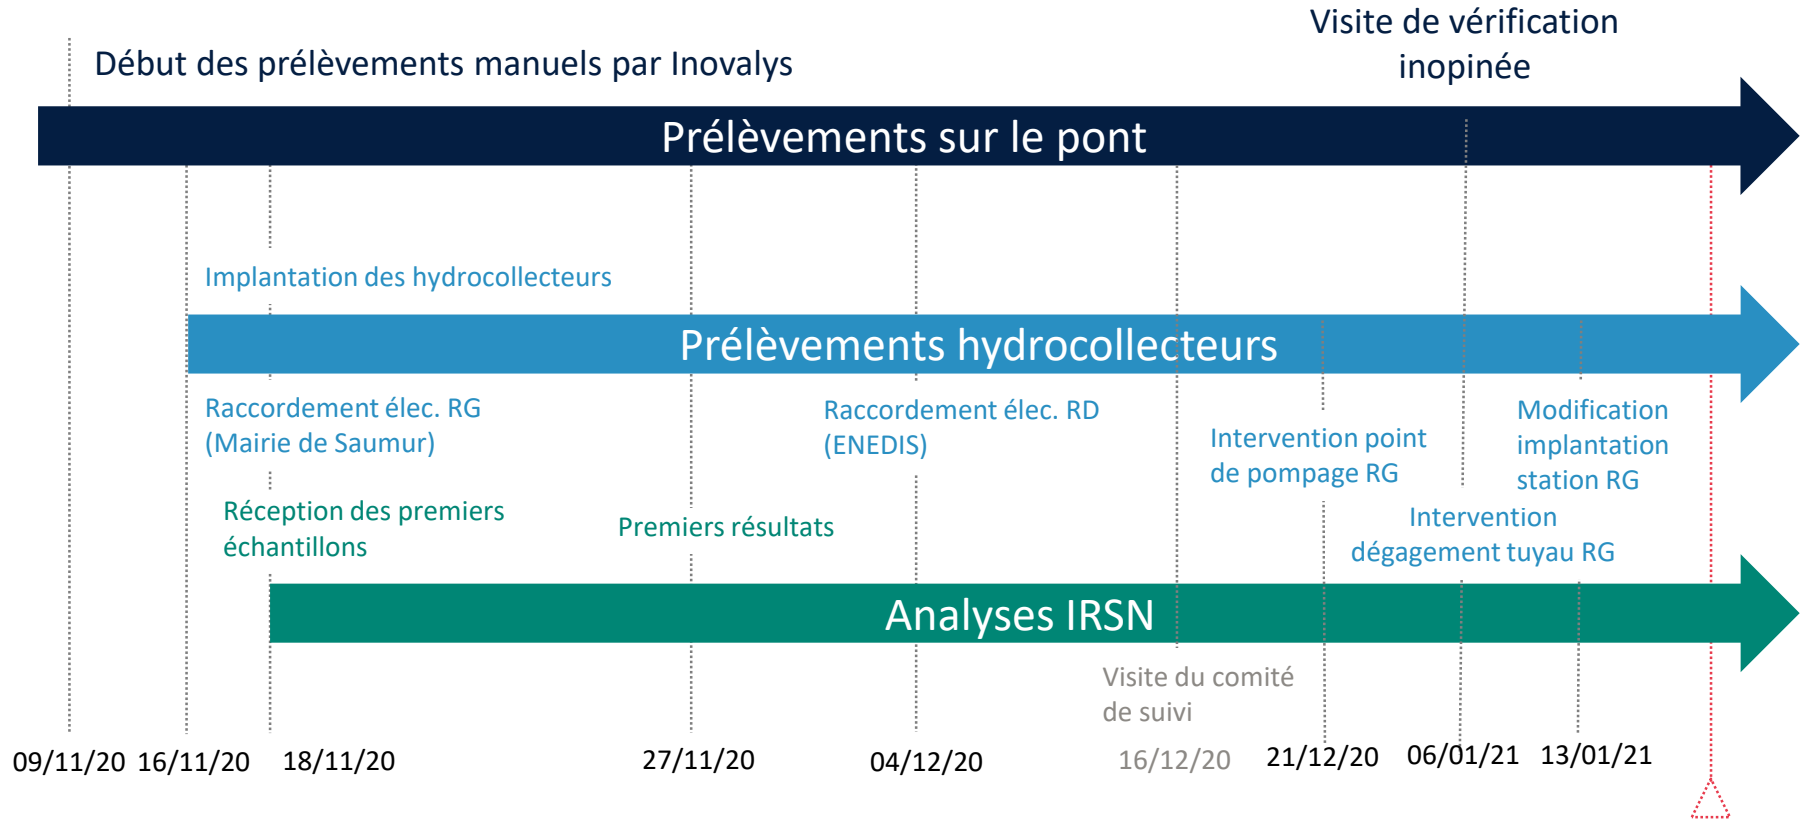 Visite de vérification
inopinée
Début des prélèvements manuels par Inovalys
Prélèvements sur le pont
Implantation des hydrocollecteurs
Prélèvements hydrocollecteurs
Raccordement élec. RG
(Mairie de Saumur)
Raccordement élec. RD
(ENEDIS)
Intervention point
de pompage RG
Modification
implantation
station RG
Réception des premiers
échantillons
Premiers résultats
Intervention
dégagement tuyau RG
Analyses IRSN
Visite du comité
de suivi
09/11/20 16/11/20 18/11/20 27/11/20 04/12/20 16/12/20 21/12/20 06/01/21 13/01/21